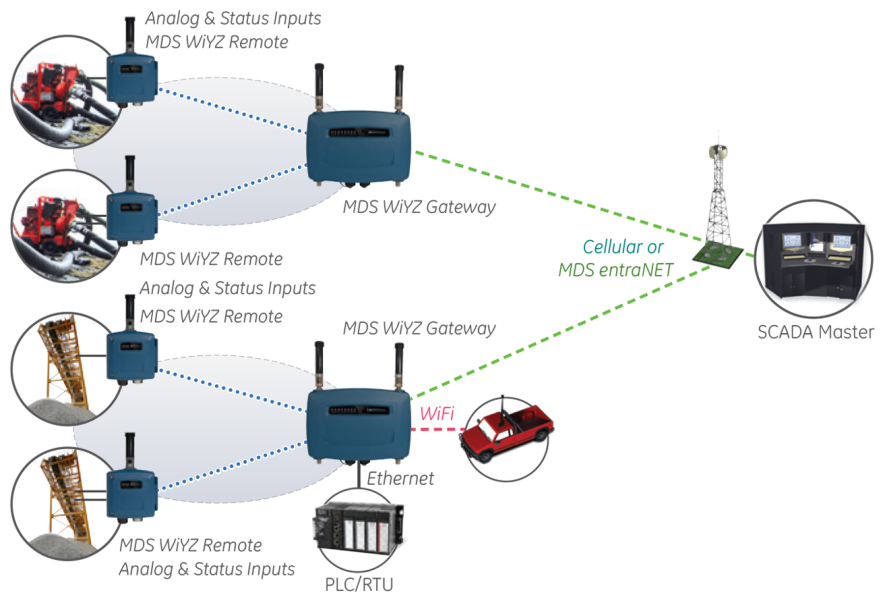 Analog & Status Inputs
MDS WiYZ Remote
MDS WiYZ Gateway
MDS WiYZ Remote
Cellular or
MDS entraNET
SCADA Master
Analog & Status Inputs
MDS WiYZ Remote
MDS WiYZ Gateway
WiFi
Ethernet
MDS WiYZ Remote
Analog & Status Inputs
PLC/RTU